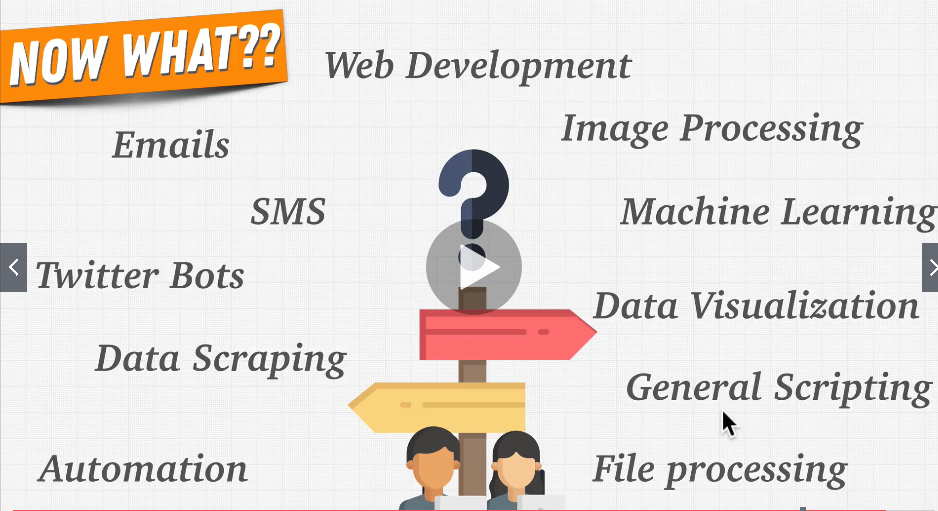 NOW WHAT??
Web Development
Image Processing
Emails
SMS
Machine Learning
Twitter Bots
Data Visualization
Data Scraping
General Scripting
Automation
File processing